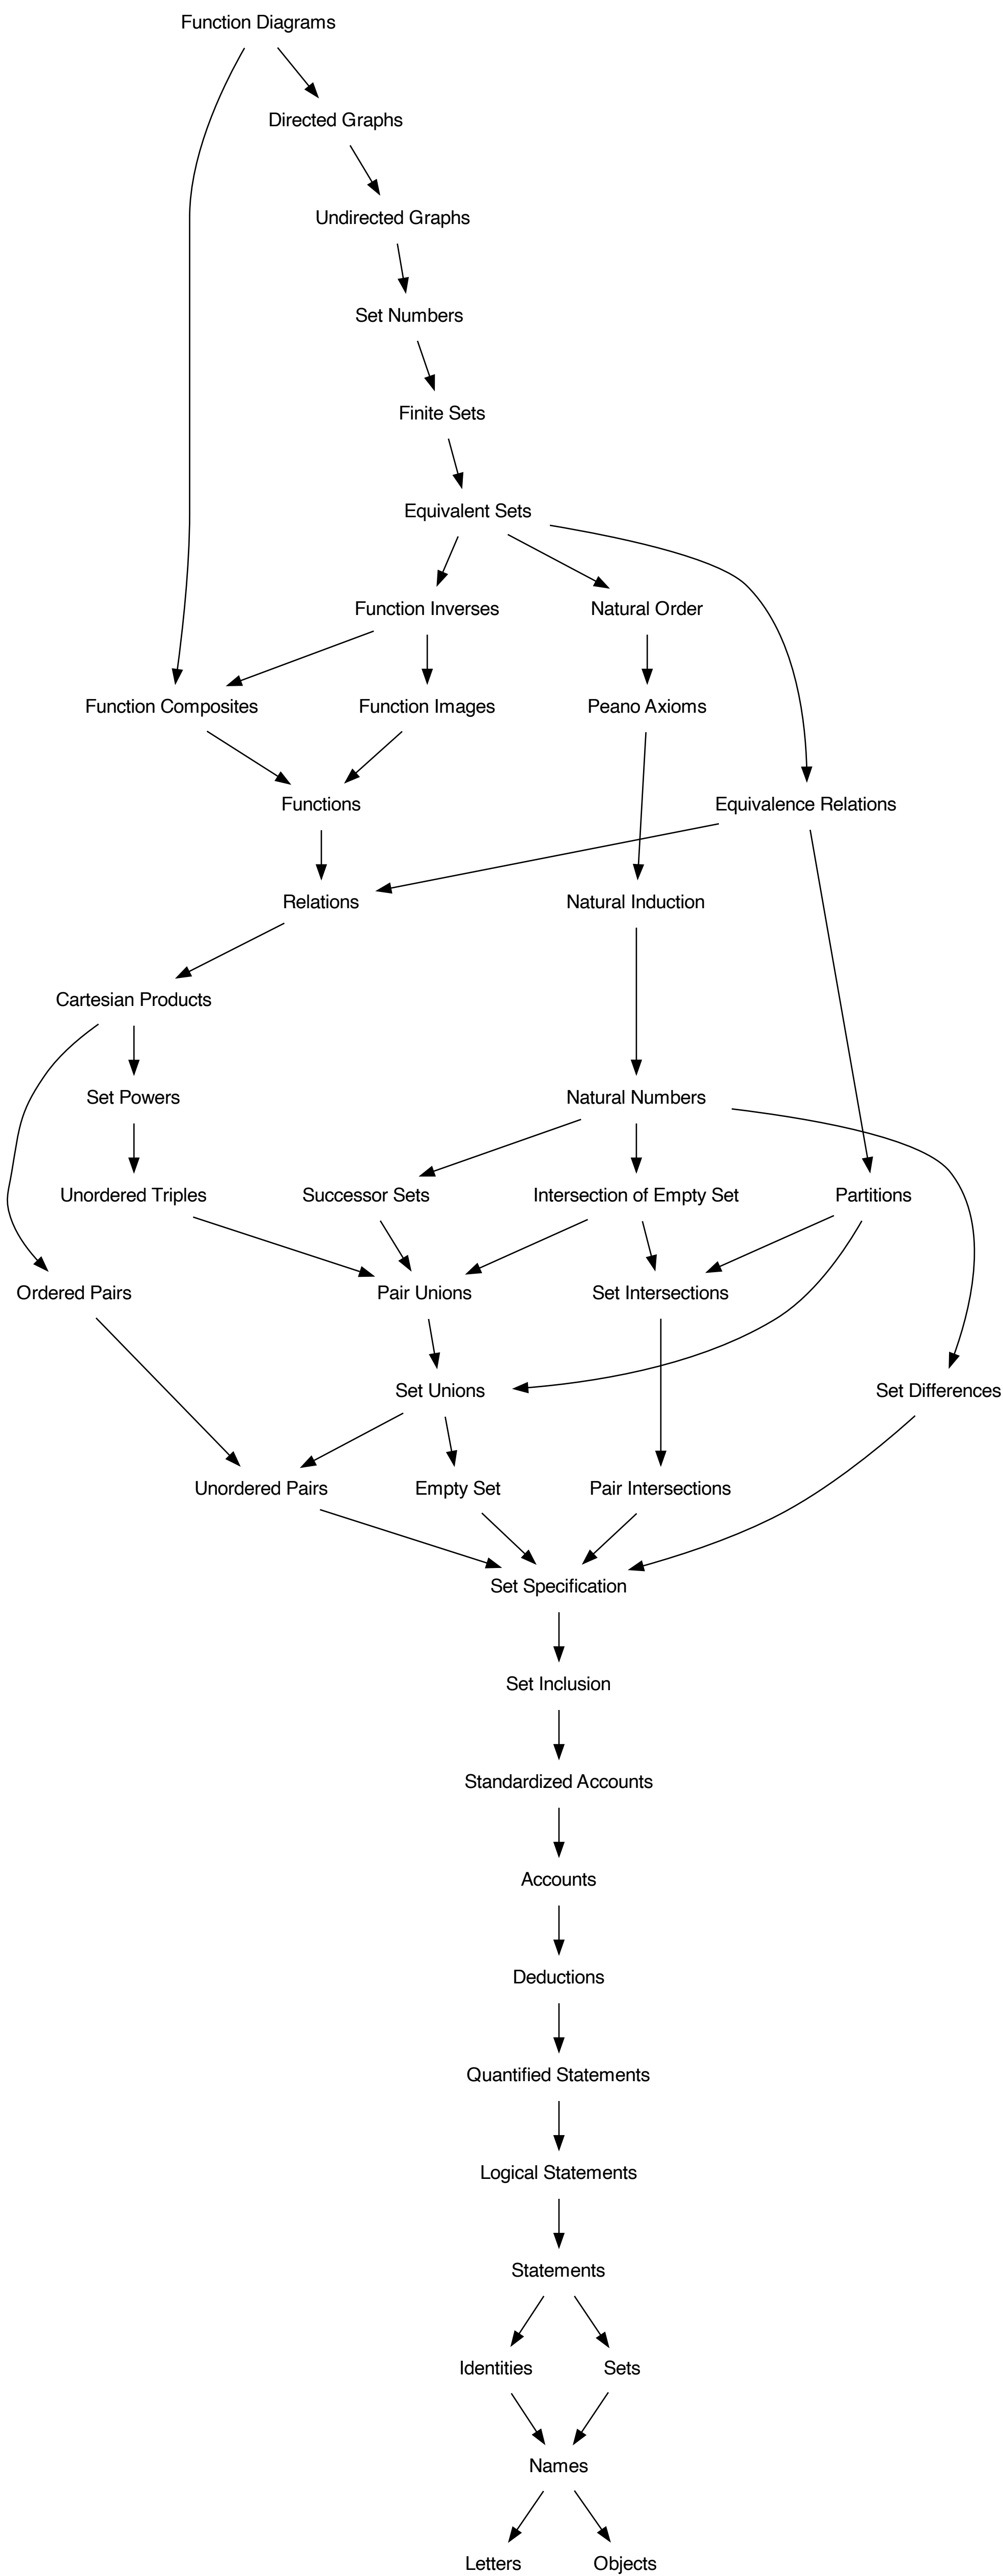 Function Diagrams
Directed Graphs
Undirected Graphs
Set Numbers
Finite Sets
Equivalent Sets
Function Inverses
Natural Order
Function Composites
Function Images
Peano Axioms
Functions
Equivalence Relations
Relations
Natural Induction
Cartesian Products
Set Powers
Natural Numbers
Unordered Triples
Successor Sets
Intersection of Empty Set
Partitions
Ordered Pairs
Pair Unions
Set Intersections
Set Unions
Set Differences
Unordered Pairs
Empty Set
Pair Intersections
Set Specification
Set Inclusion
Standardized Accounts
Accounts
Deductions
Quantified Statements
Logical Statements
Statements
Identities
Sets
Names
Letters
Objects